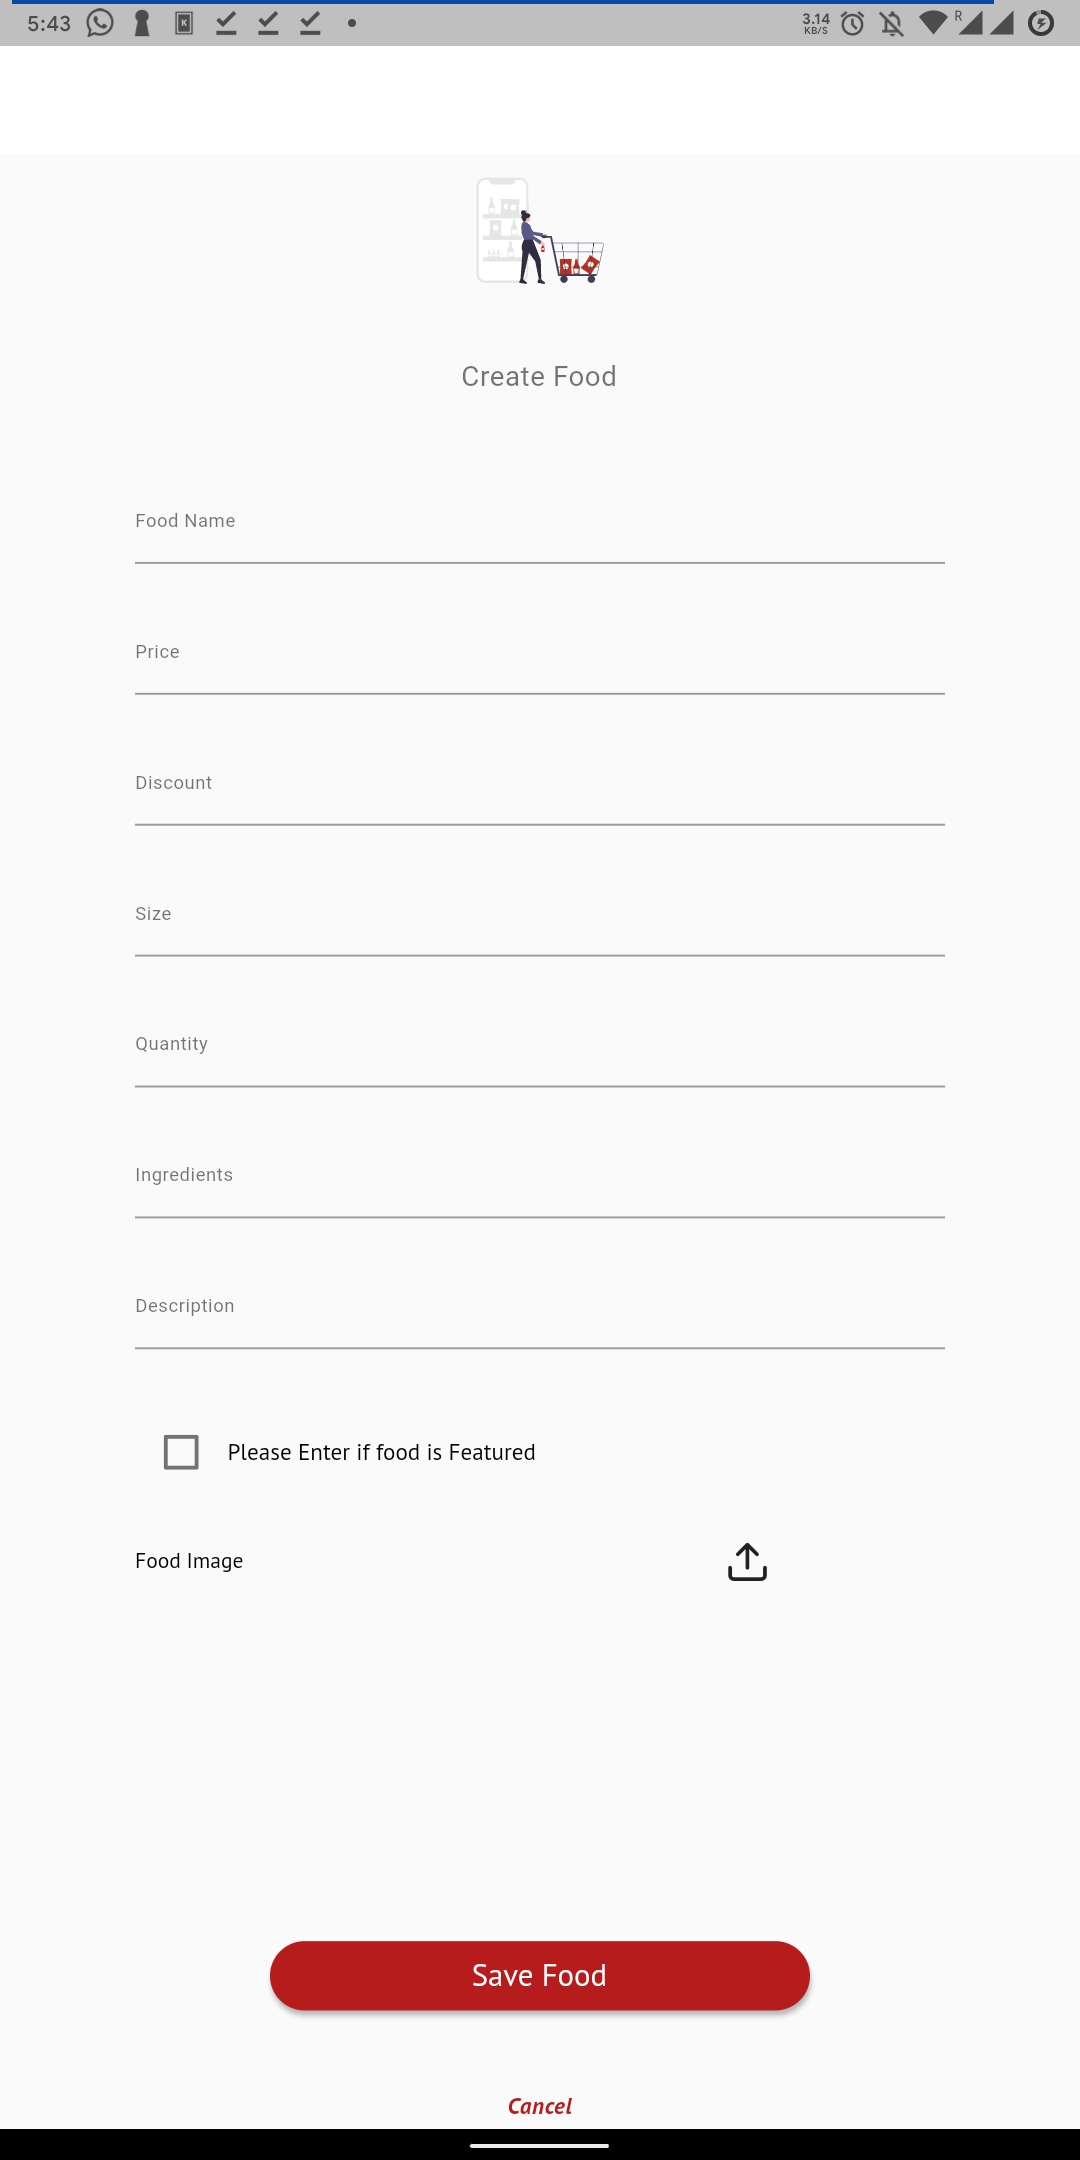 5:43
3.14
KB/S
R
Create Food
Food Name
Price
Discount
Size
Quantity
Ingredients
Description
Please Enter if food is Featured
Food Image
Save Food
Cancel